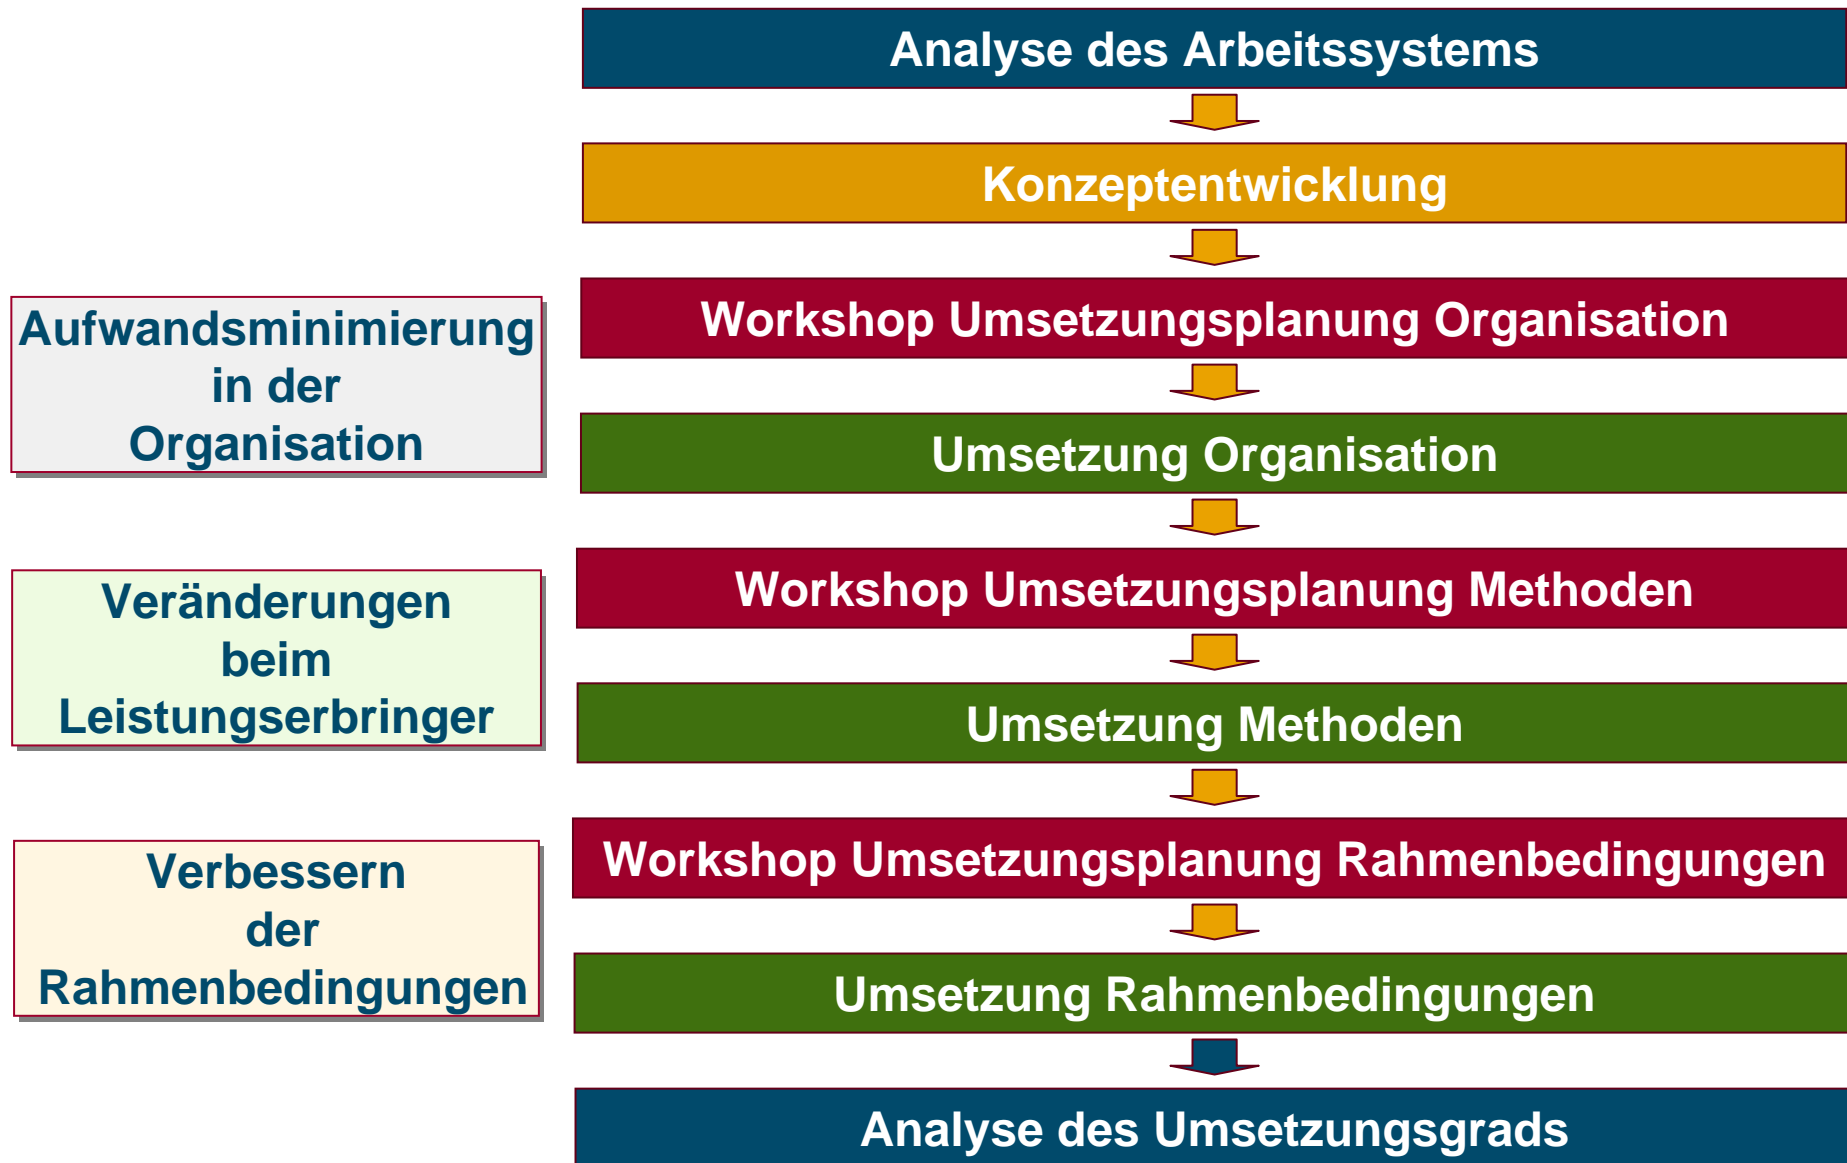 Analyse des Arbeitssystems
Konzeptentwicklung
Aufwandsminimierung
in der
Organisation
Workshop Umsetzungsplanung Organisation
Umsetzung Organisation
Veränderungen
beim
Leistungserbringer
Workshop Umsetzungsplanung Methoden
Umsetzung Methoden
Verbessern
der
Rahmenbedingungen
Workshop Umsetzungsplanung Rahmenbedingungen
Umsetzung Rahmenbedingungen
Analyse des Umsetzungsgrads